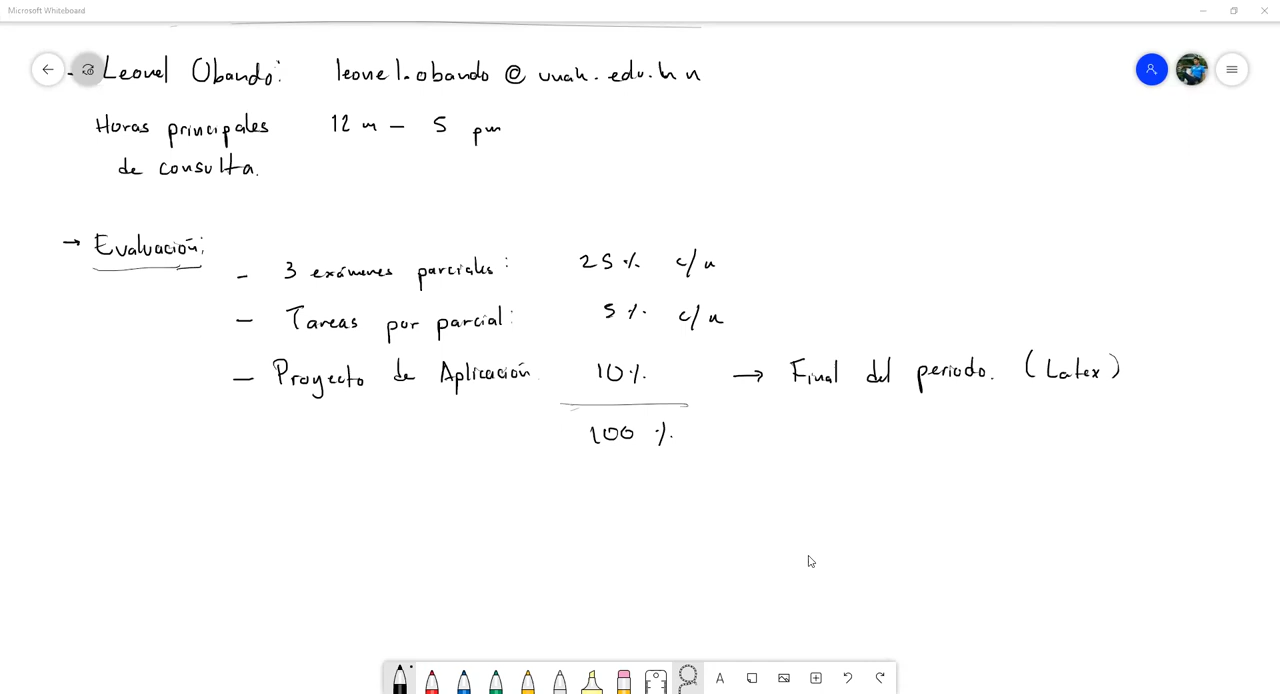 Microsoft Whiteboard
- Leonel Obando: leonel.obando @ unah.edu.hn
Horas principales 12 m - 5 pm
de consulta.
→ Evaluación:
- 3 exámenes parciales: 25 % c/u
- Tareas por parcial: 5 % c/u
- Proyecto de Aplicación 10 % → Final del periodo. (Latex)
100 %
A